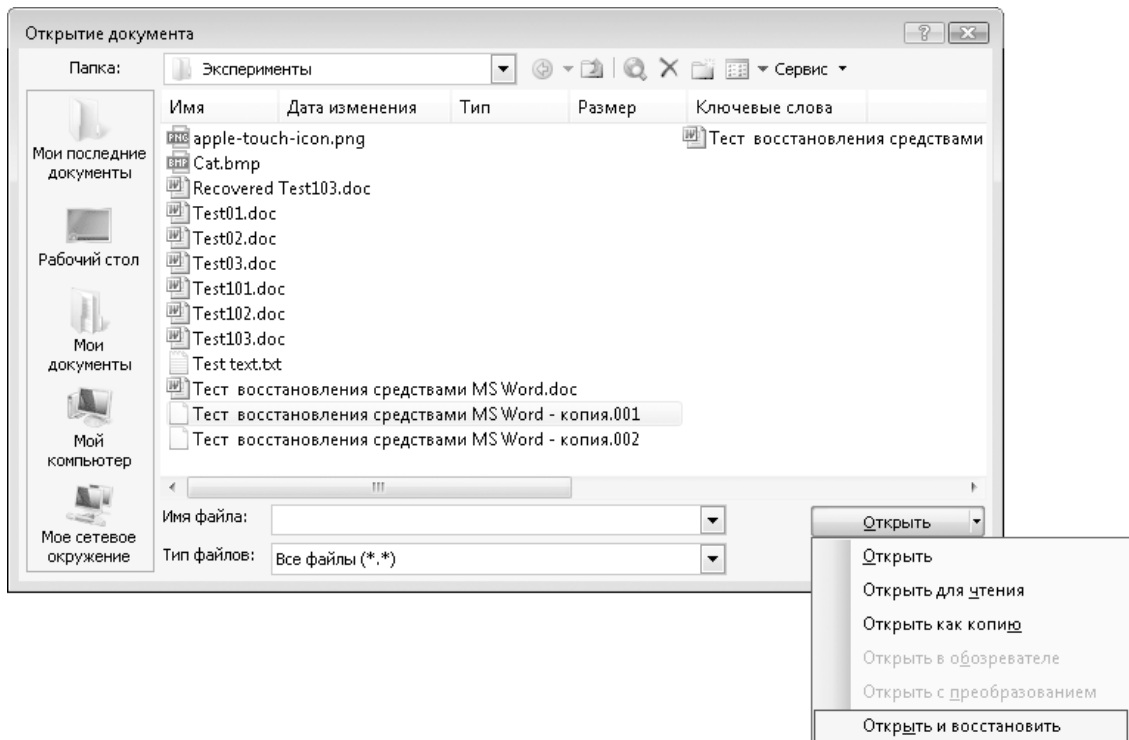 Открытие документа
Папка:
Эксперименты
Сервис
Имя Дата изменения Тип Размер Ключевые слова
apple-touch-icon.png
Cat.bmp
Recovered Test103.doc
Test01.doc
Test02.doc
Test03.doc
Test101.doc
Test102.doc
Test103.doc
Test text.txt
Тест восстановления средствами MS Word.doc
Тест восстановления средствами MS Word - копия.001
Тест восстановления средствами MS Word - копия.002
Тест восстановления средствами
Мои последние
документы
Рабочий стол
Мои
документы
Мой
компьютер
Мое сетевое
окружение
Имя файла:
Тип файлов:
Все файлы (*.*)
Открыть
Открыть
Открыть для чтения
Открыть как копию
Открыть в обозревателе
Открыть с преобразованием
Открыть и восстановить